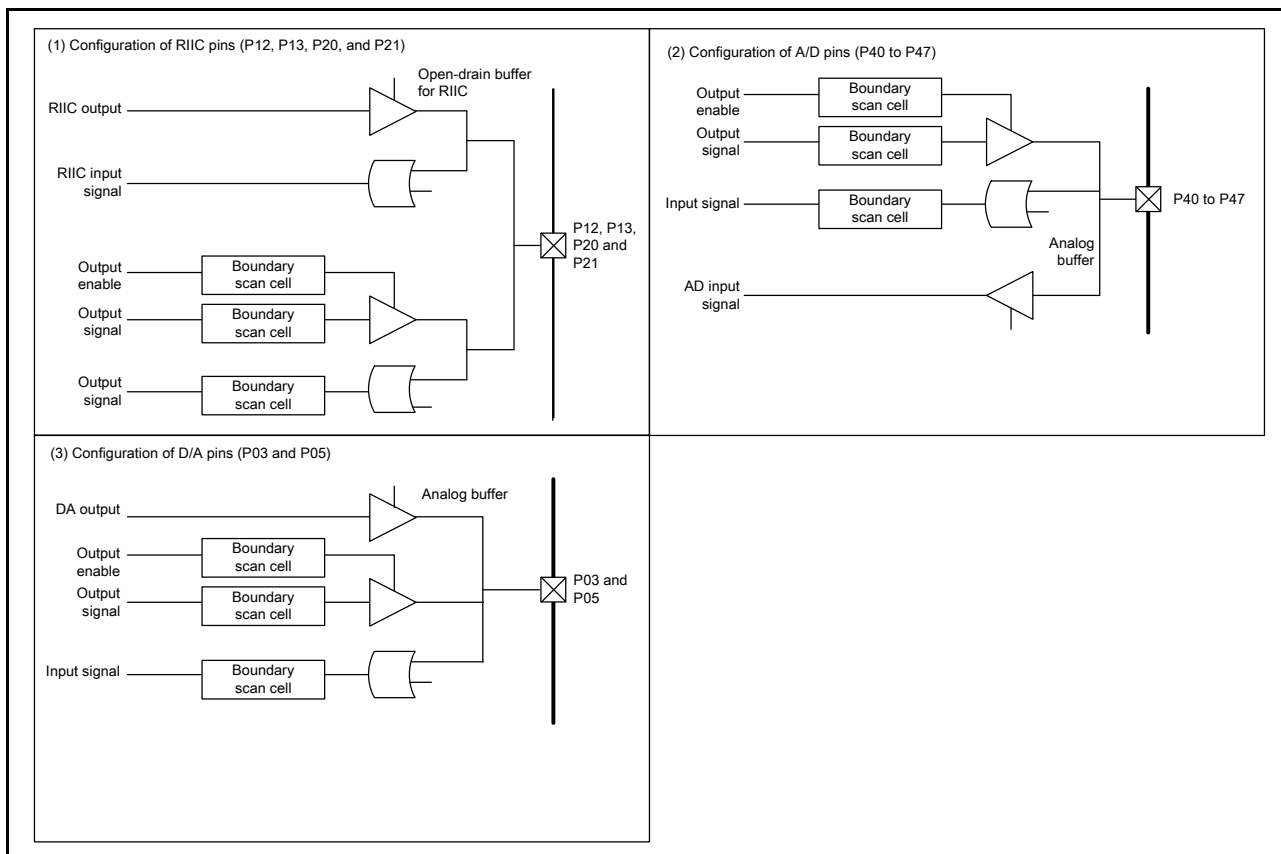 (1) Configuration of RIIC pins (P12, P13, P20, and P21)
Open-drain buffer
for RIIC
RIIC output
RIIC input
signal
P12, P13,
P20 and
P21
Output
enable
Boundary
scan cell
Output
signal
Boundary
scan cell
Output
signal
Boundary
scan cell
(2) Configuration of A/D pins (P40 to P47)
Output
enable
Boundary
scan cell
Output
signal
Boundary
scan cell
Input signal
Boundary
scan cell
P40 to P47
Analog
buffer
AD input
signal
(3) Configuration of D/A pins (P03 and P05)
Analog buffer
DA output
Output
enable
Boundary
scan cell
Output
signal
Boundary
scan cell
P03 and
P05
Input signal
Boundary
scan cell